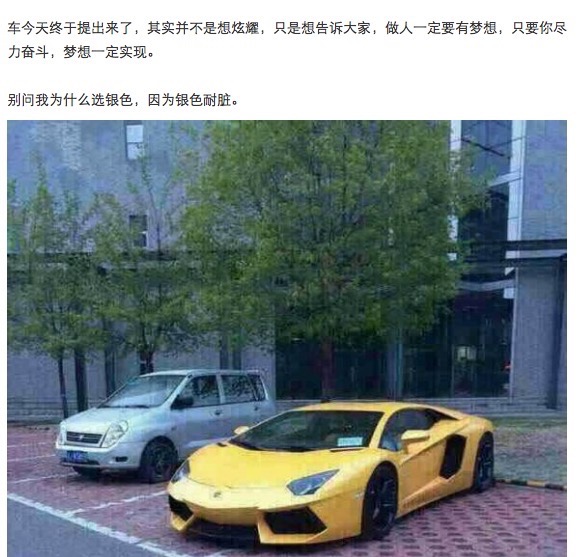 车今天终于提出来了，其实并不是想炫耀，只是想告诉大家，做人一定要有梦想，只要你尽
力奋斗，梦想一定实现。
别问我为什么选银色，因为银色耐脏。